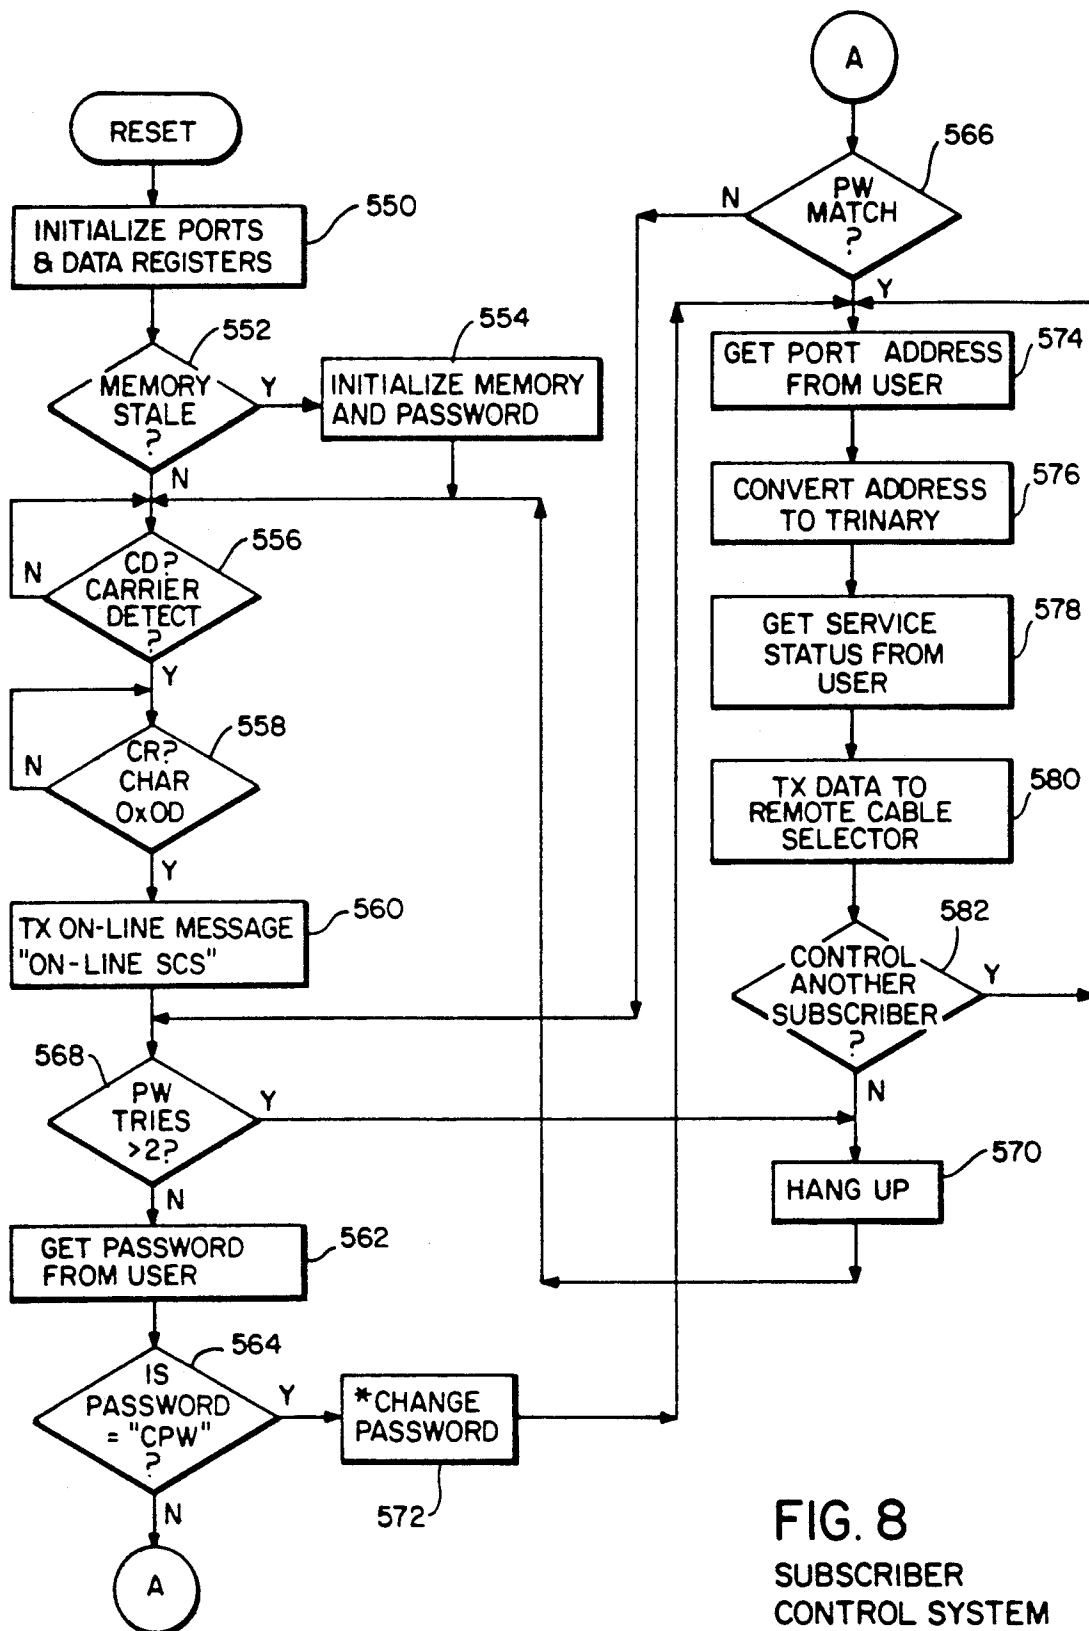 RESET
INITIALIZE PORTS
& DATA REGISTERS
550
552
MEMORY
STALE
?
Y
N
554
INITIALIZE MEMORY
AND PASSWORD
556
CD?
CARRIER
DETECT
?
N
Y
558
CR?
CHAR
0x0D
N
Y
TX ON-LINE MESSAGE
"ON-LINE SCS"
560
568
PW
TRIES
>2?
Y
N
GET PASSWORD
FROM USER
562
564
IS
PASSWORD
= "CPW"
?
Y
N
*CHANGE
PASSWORD
572
A
A
566
PW
MATCH
?
N
Y
GET PORT ADDRESS
FROM USER
574
CONVERT ADDRESS
TO TRINARY
576
GET SERVICE
STATUS FROM
USER
578
TX DATA TO
REMOTE CABLE
SELECTOR
580
582
CONTROL
ANOTHER
SUBSCRIBER
?
Y
N
HANG UP
570
FIG. 8
SUBSCRIBER
CONTROL SYSTEM